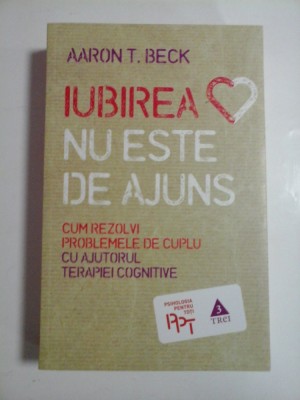 AARON T. BECK
IUBIREA
NU ESTE
DE AJUNS
CUM REZOLVI
PROBLEMELE DE CUPLU
CU AJUTORUL
TERAPIEI COGNITIVE
PSIHOLOGIA
PENTRU
TOȚI
PPT
3
TREI